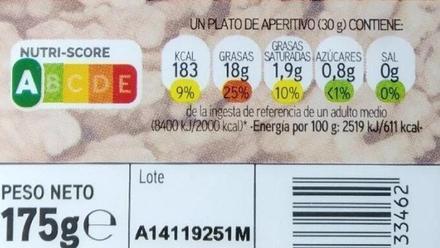 UN PLATO DE APERITIVO (30 g) CONTIENE:
NUTRI-SCORE
A B C D E
KCAL GRASAS GRASAS SATURADAS AZÚCARES SAL
183 18g 1,9g 0,8g 0g
9% 25% 10% <1% 0%
de la ingesta de referencia de un adulto medio
(8400 kJ/2000 kcal)* -Energía por 100 g: 2519 kJ/611 kcal-
PESO NETO
175g e
Lote
A14119251M
33462